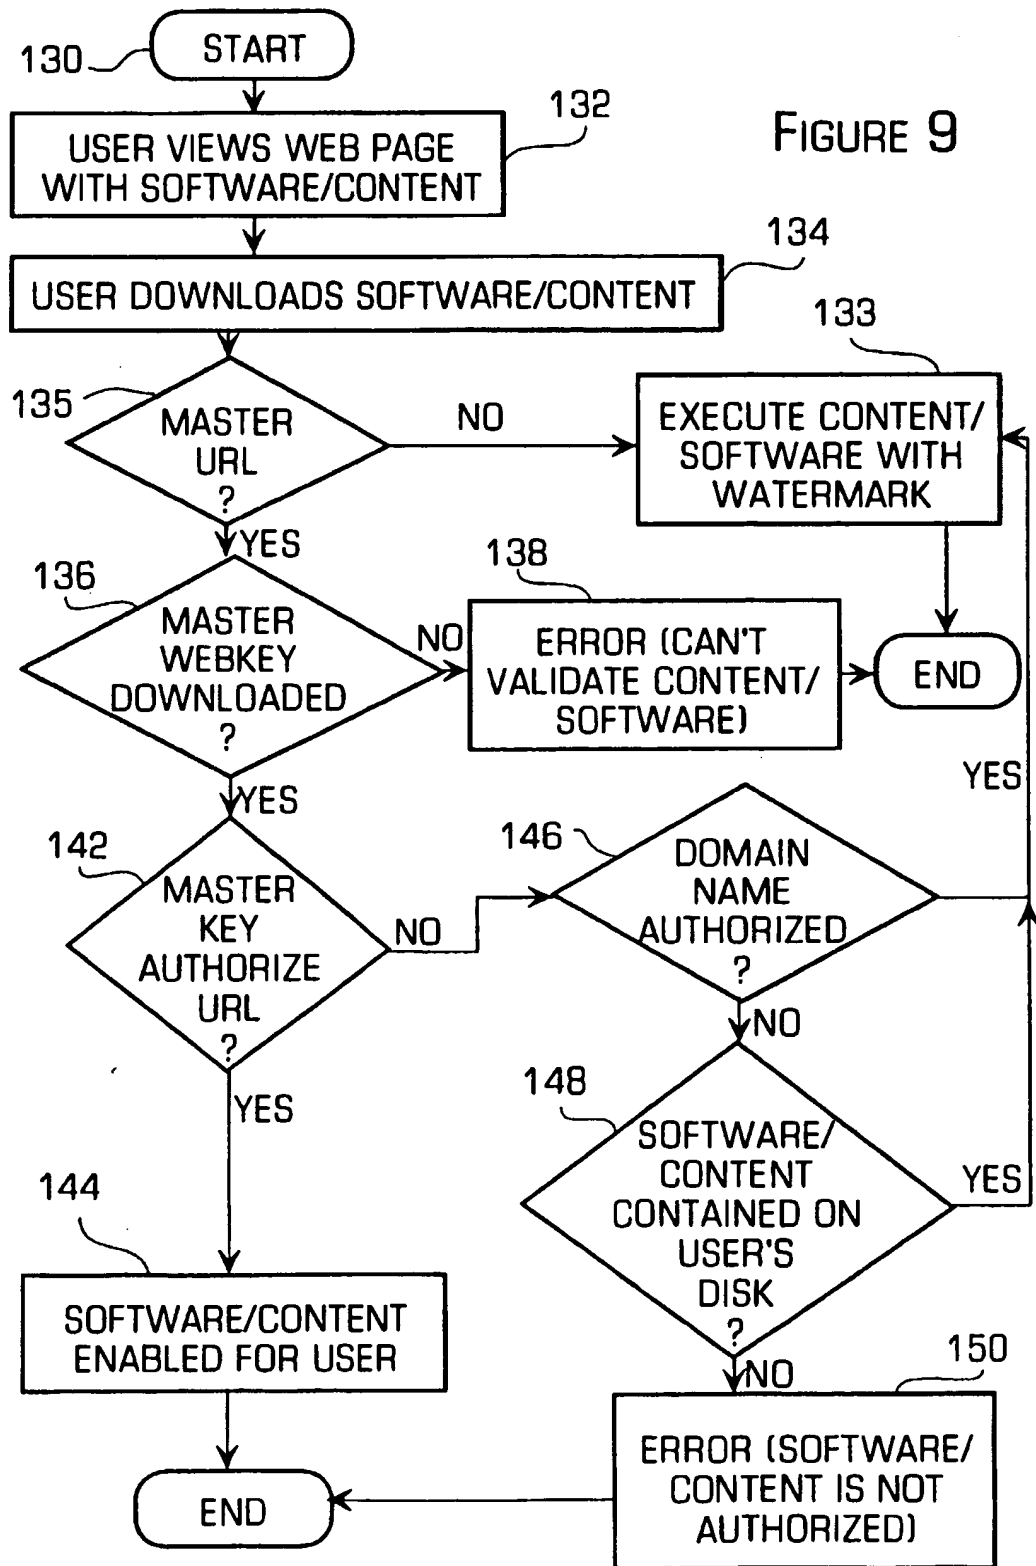 130
START
FIGURE 9
132
USER VIEWS WEB PAGE
WITH SOFTWARE/CONTENT
134
USER DOWNLOADS SOFTWARE/CONTENT
133
135
MASTER
URL
?
NO
EXECUTE CONTENT/
SOFTWARE WITH
WATERMARK
YES
136
MASTER
WEBKEY
DOWNLOADED
?
NO
138
ERROR (CAN'T
VALIDATE CONTENT/
SOFTWARE)
END
YES
YES
142
MASTER
KEY
AUTHORIZE
URL
?
NO
146
DOMAIN
NAME
AUTHORIZED
?
NO
YES
148
SOFTWARE/
CONTENT
CONTAINED ON
USER'S
DISK
?
YES
144
SOFTWARE/CONTENT
ENABLED FOR USER
NO
150
ERROR (SOFTWARE/
CONTENT IS NOT
AUTHORIZED)
END